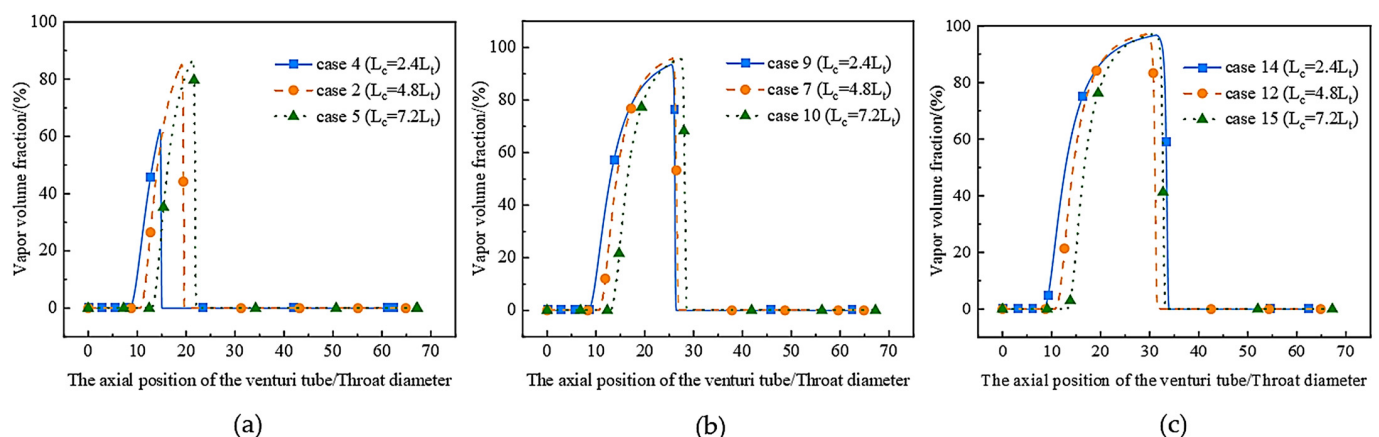 100
80
60
40
20
0
Vapor volume fraction/(%)
case 4 (Lc=2.4Lt)
case 2 (Lc=4.8Lt)
case 5 (Lc=7.2Lt)
0 10 20 30 40 50 60 70
The axial position of the venturi tube/Throat diameter
(a)
100
80
60
40
20
0
Vapor volume fraction/(%)
case 9 (Lc=2.4Lt)
case 7 (Lc=4.8Lt)
case 10 (Lc=7.2Lt)
0 10 20 30 40 50 60 70
The axial position of the venturi tube/Throat diameter
(b)
100
80
60
40
20
0
Vapor volume fraction/(%)
case 14 (Lc=2.4Lt)
case 12 (Lc=4.8Lt)
case 15 (Lc=7.2Lt)
0 10 20 30 40 50 60 70
The axial position of the venturi tube/Throat diameter
(c)